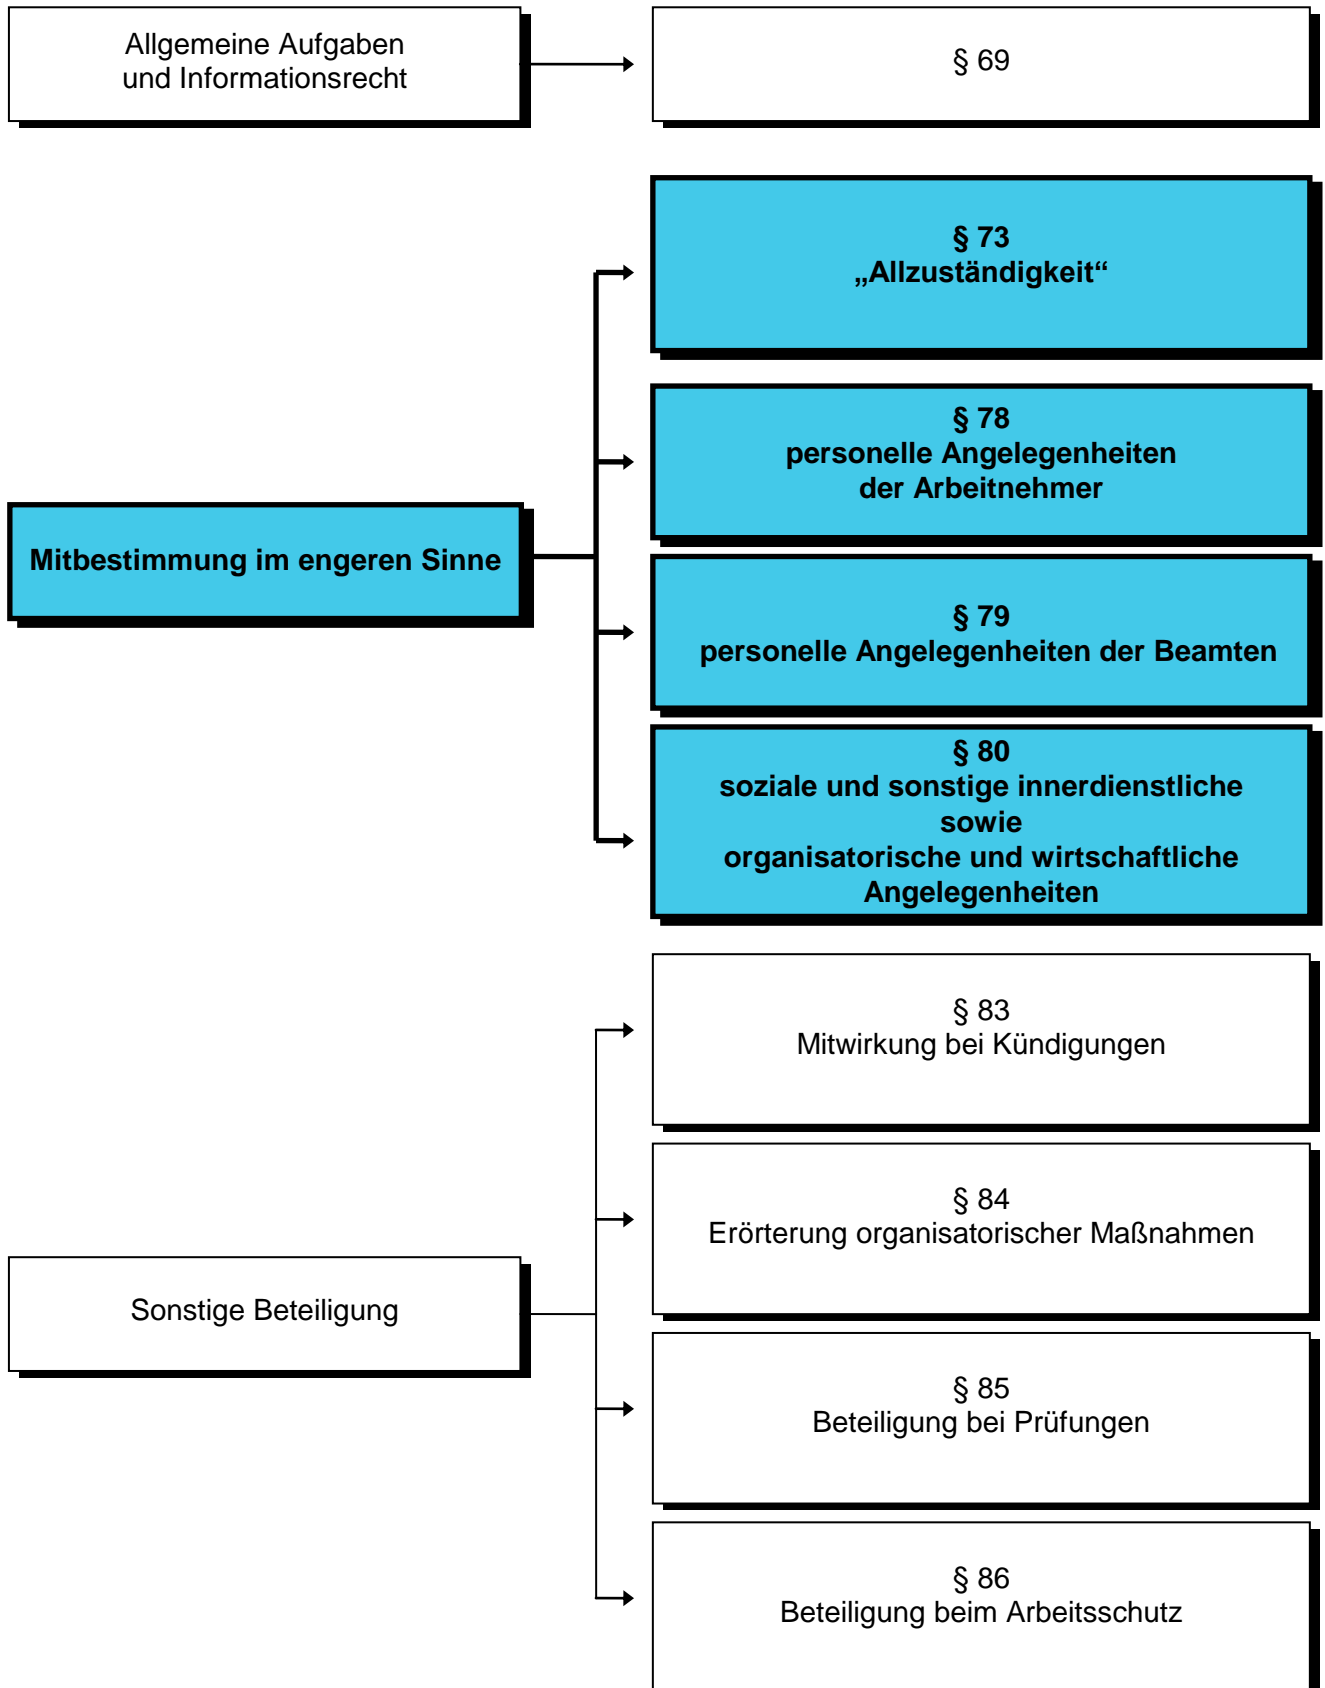 Allgemeine Aufgaben
und Informationsrecht
§ 69
§ 73
„Allzuständigkeit“
§ 78
personelle Angelegenheiten
der Arbeitnehmer
Mitbestimmung im engeren Sinne
§ 79
personelle Angelegenheiten der Beamten
§ 80
soziale und sonstige innerdienstliche
sowie
organisatorische und wirtschaftliche
Angelegenheiten
§ 83
Mitwirkung bei Kündigungen
§ 84
Erörterung organisatorischer Maßnahmen
Sonstige Beteiligung
§ 85
Beteiligung bei Prüfungen
§ 86
Beteiligung beim Arbeitsschutz